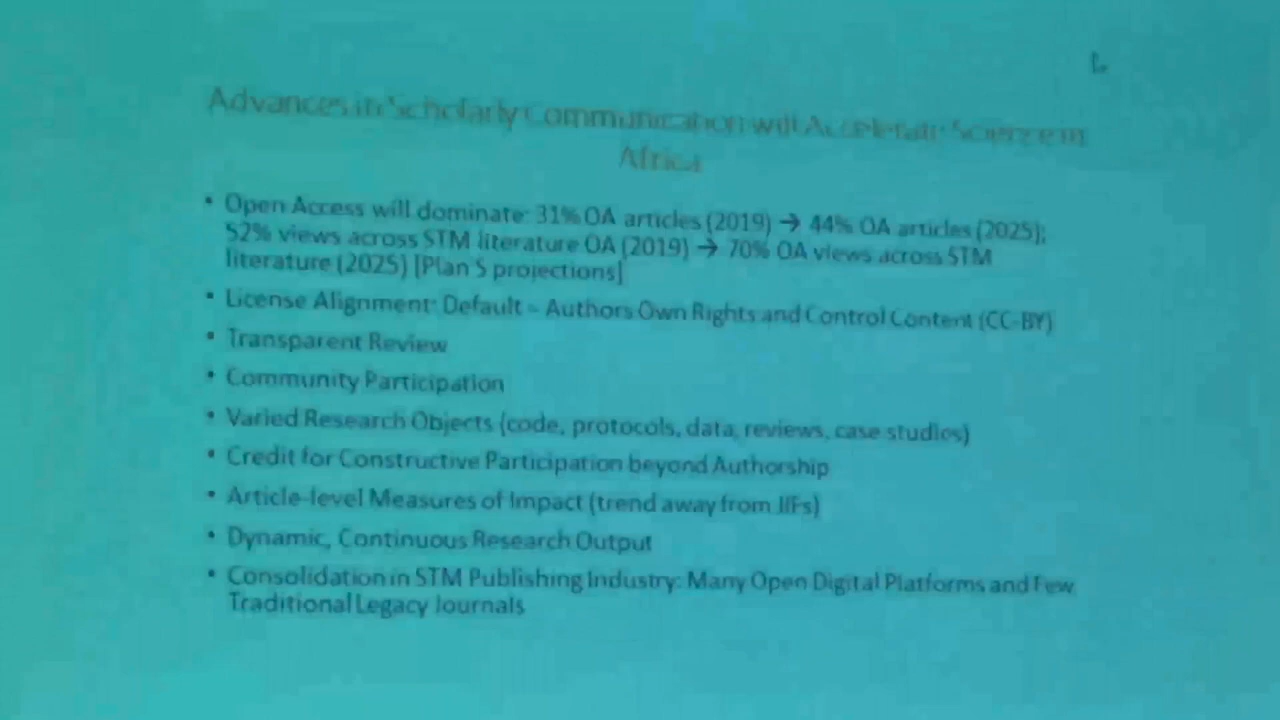 Advances in Scholarly Communication will Accelerate Science in
Africa
• Open Access will dominate: 31% OA articles (2019) → 44% OA articles (2025);
52% views across STM literature OA (2019) → 70% OA views across STM
literature (2025) [Plan S projections]
• License Alignment: Default – Authors Own Rights and Control Content (CC-BY)
• Transparent Review
• Community Participation
• Varied Research Objects (code, protocols, data, reviews, case studies)
• Credit for Constructive Participation beyond Authorship
• Article-level Measures of Impact (trend away from JIFs)
• Dynamic, Continuous Research Output
• Consolidation in STM Publishing Industry: Many Open Digital Platforms and Few
Traditional Legacy Journals